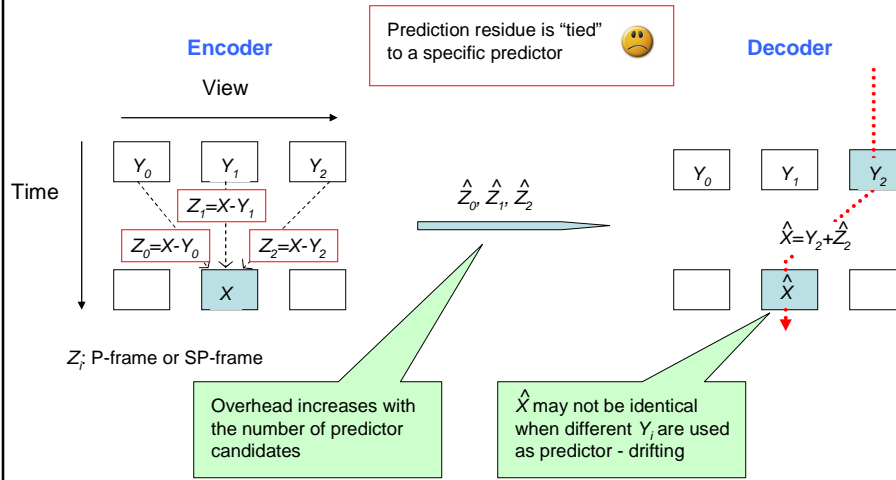 Prediction residue is “tied”
to a specific predictor
Encoder
Decoder
View
Time
Y₀
Y₁
Y₂
Z₁=X-Y₁
Z₀=X-Y₀
Z₂=X-Y₂
X
Ẑ₀, Ẑ₁, Ẑ₂
Y₀
Y₁
Y₂
X̂=Y₂+Ẑ₂
X̂
Zᵢ: P-frame or SP-frame
Overhead increases with
the number of predictor
candidates
X̂ may not be identical
when different Yᵢ are used
as predictor - drifting